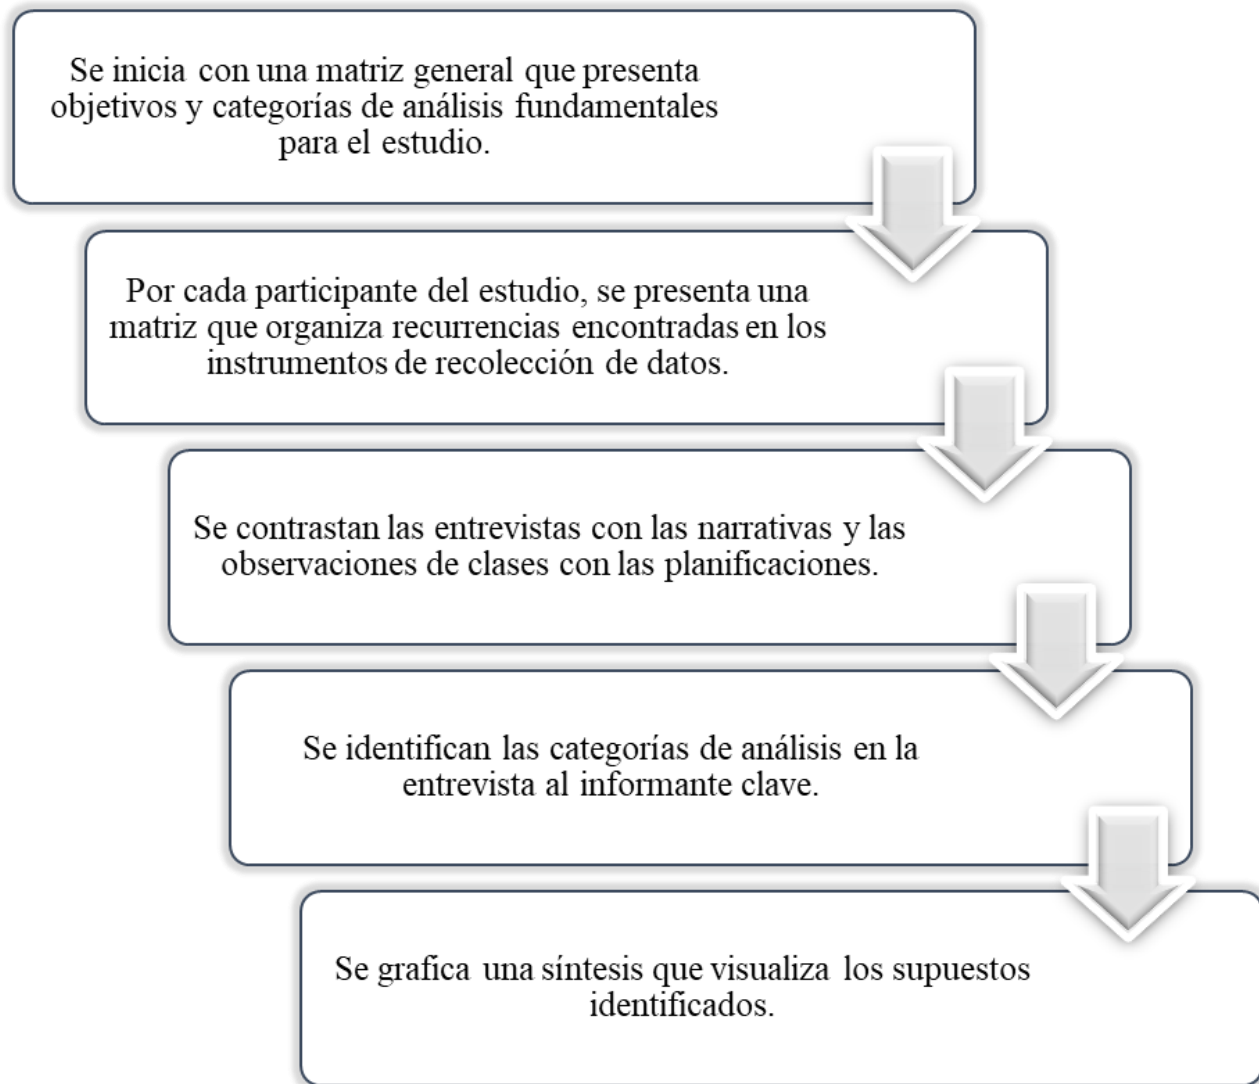 Se inicia con una matriz general que presenta
objetivos y categorías de análisis fundamentales
para el estudio.
Por cada participante del estudio, se presenta una
matriz que organiza recurrencias encontradas en los
instrumentos de recolección de datos.
Se contrastan las entrevistas con las narrativas y las
observaciones de clases con las planificaciones.
Se identifican las categorías de análisis en la
entrevista al informante clave.
Se grafica una síntesis que visualiza los supuestos
identificados.